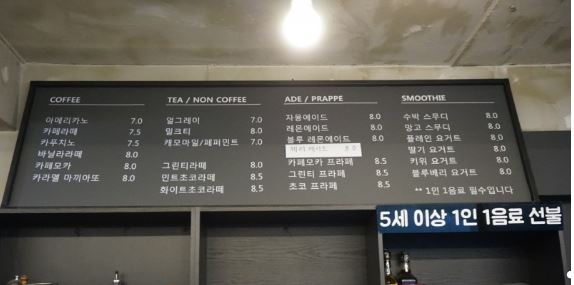 COFFEE
아메리카노 7.0
카페라떼 7.5
카푸치노 7.5
바닐라라떼 8.0
카페모카 8.0
카라멜 마끼아또 8.0
TEA / NON COFFEE
얼그레이 7.0
밀크티 8.0
캐모마일/페퍼민트 7.0
그린티라떼 8.0
민트초코라떼 8.5
화이트초코라떼 8.5
ADE / PRAPPE
자몽에이드 8.0
레몬에이드 8.0
블루 레몬에이드 8.0
에이드 8.0
카페모카 프라페 8.5
그린티 프라페 8.5
초코 프라페 8.5
SMOOTHIE
수박 스무디 8.0
망고 스무디 8.0
플레인 요거트 8.0
딸기 요거트 8.0
키위 요거트 8.0
블루베리 요거트 8.0
** 1인 1음료 필수입니다
5세 이상 1인 1음료 선불